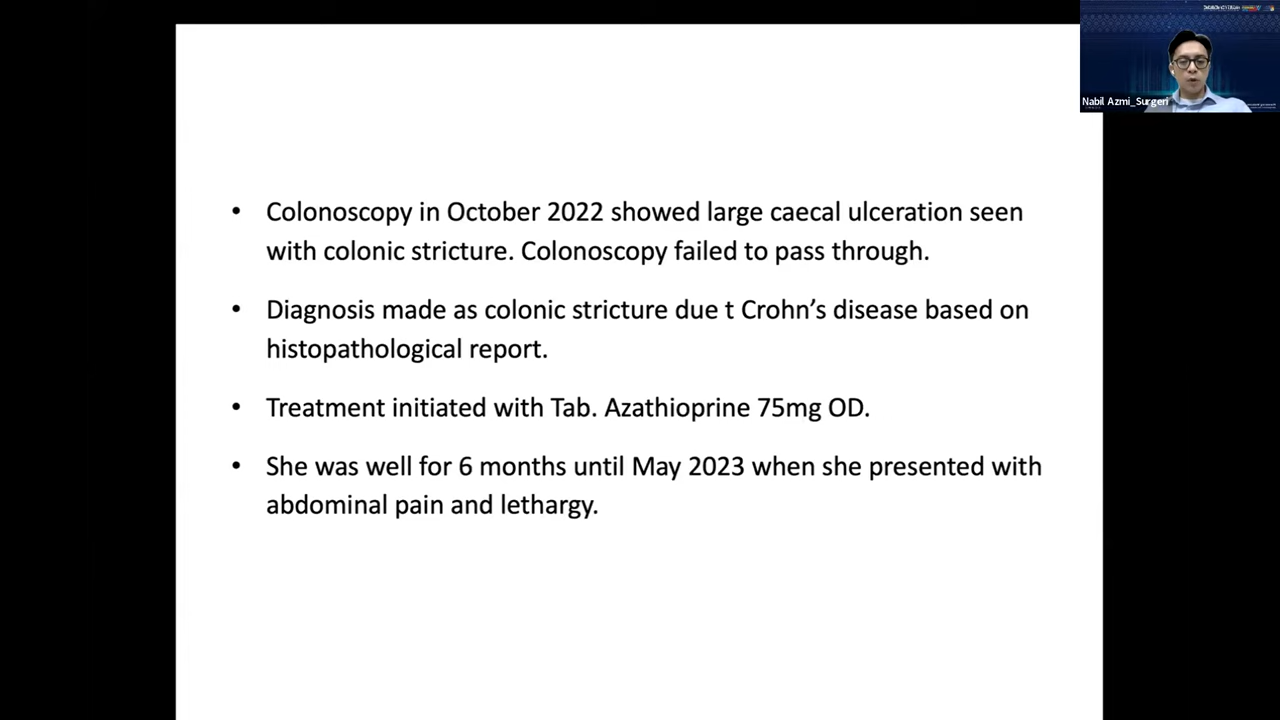 • Colonoscopy in October 2022 showed large caecal ulceration seen
with colonic stricture. Colonoscopy failed to pass through.
• Diagnosis made as colonic stricture due t Crohn’s disease based on
histopathological report.
• Treatment initiated with Tab. Azathioprine 75mg OD.
• She was well for 6 months until May 2023 when she presented with
abdominal pain and lethargy.
Nabil Azmi_Surgeri